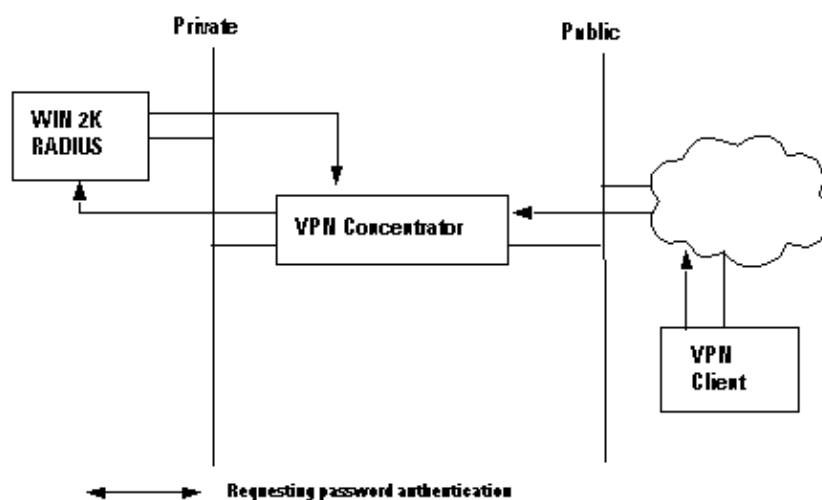 Private
Public
WIN 2K
RADIUS
VPN Concentrator
VPN
Client
Requesting password authentication